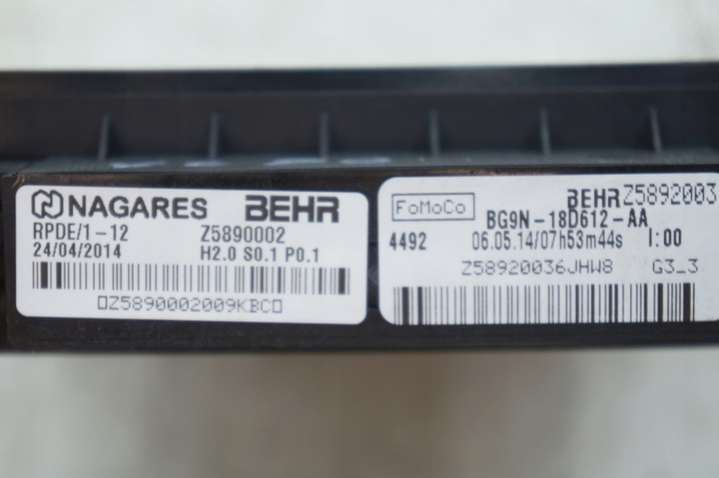 NAGARES BEHR
RPDE/1-12 Z5890002
24/04/2014 H2.0 S0.1 P0.1
□Z5890002009KBC□
FoMoCo BEHR Z5892003
BG9N-18D612-AA
4492 06.05.14/07h53m44s I:00
Z58920036JHW8 G3_3